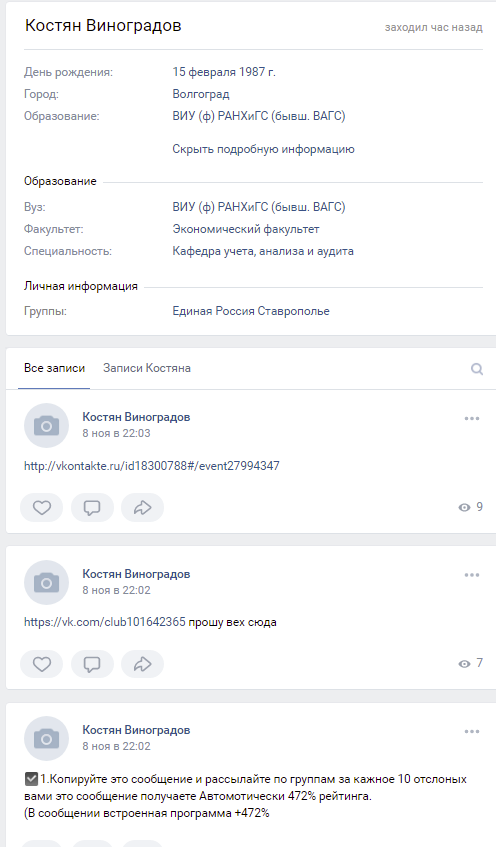 Костян Виноградов
заходил час назад
День рождения: 15 февраля 1987 г.
Город: Волгоград
Образование: ВИУ (ф) РАНХиГС (бывш. ВАГС)
Скрыть подробную информацию
Образование
Вуз: ВИУ (ф) РАНХиГС (бывш. ВАГС)
Факультет: Экономический факультет
Специальность: Кафедра учета, анализа и аудита
Личная информация
Группы: Единая Россия Ставрополье
Все записи Записи Костяна
Костян Виноградов
8 ноя в 22:03
http://vkontakte.ru/id18300788#/event27994347
9
Костян Виноградов
8 ноя в 22:02
https://vk.com/club101642365 прошу вех сюда
7
Костян Виноградов
8 ноя в 22:02
☑1.Копируйте это сообщение и рассылайте по группам за кажное 10 отслоных
вами это сообщение получаете Автомотически 472% рейтинга.
(В сообщении встроенная программа +472%